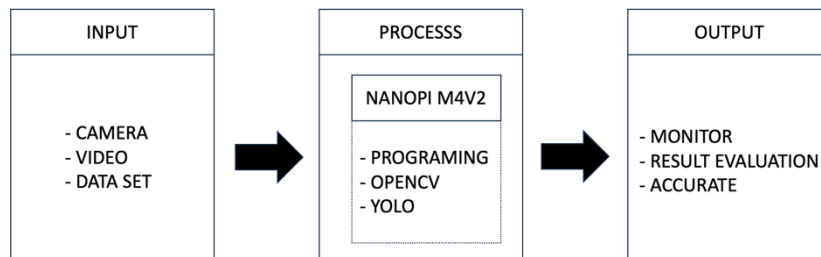 INPUT
- CAMERA
- VIDEO
- DATA SET
PROCESSS
NANOPI M4V2
- PROGRAMING
- OPENCV
- YOLO
OUTPUT
- MONITOR
- RESULT EVALUATION
- ACCURATE